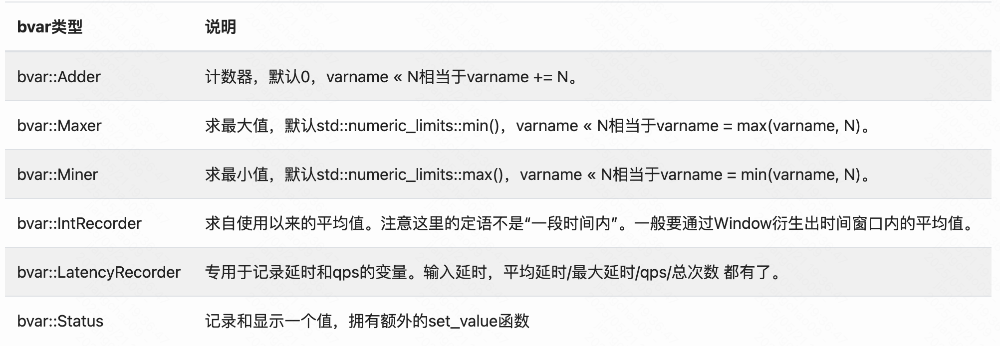 bvar类型 说明
bvar::Adder 计数器，默认0，varname « N相当于varname += N。
bvar::Maxer 求最大值，默认std::numeric_limits::min()，varname « N相当于varname = max(varname, N)。
bvar::Miner 求最小值，默认std::numeric_limits::max()，varname « N相当于varname = min(varname, N)。
bvar::IntRecorder 求自使用以来的平均值。注意这里的定语不是“一段时间内”。一般要通过Window衍生出时间窗口内的平均值。
bvar::LatencyRecorder 专用于记录延时和qps的变量。输入延时，平均延时/最大延时/qps/总次数 都有了。
bvar::Status 记录和显示一个值，拥有额外的set_value函数